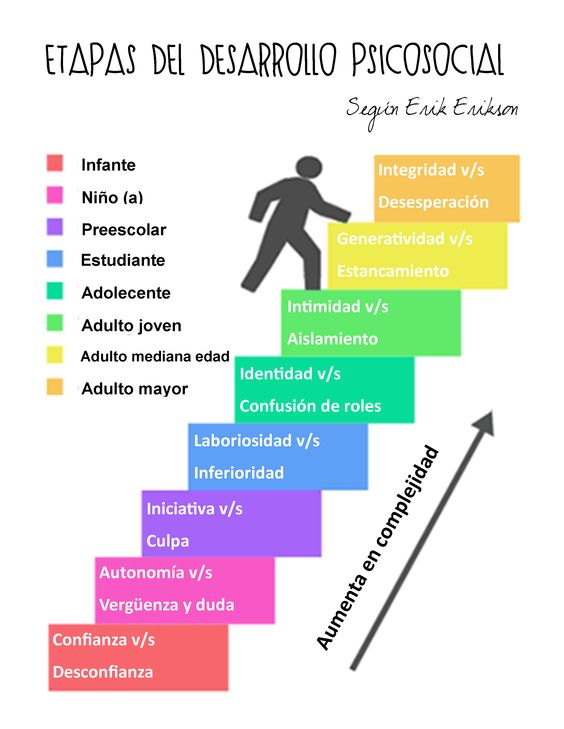 ETAPAS DEL DESARROLLO PSICOSOCIAL
Según Erik Erikson
Infante
Niño (a)
Preescolar
Estudiante
Adolecente
Adulto joven
Adulto mediana edad
Adulto mayor
Integridad v/s
Desesperación
Generatividad v/s
Estancamiento
Intimidad v/s
Aislamiento
Identidad v/s
Confusión de roles
Laboriosidad v/s
Inferioridad
Iniciativa v/s
Culpa
Autonomía v/s
Vergüenza y duda
Confianza v/s
Desconfianza
Aumenta en complejidad